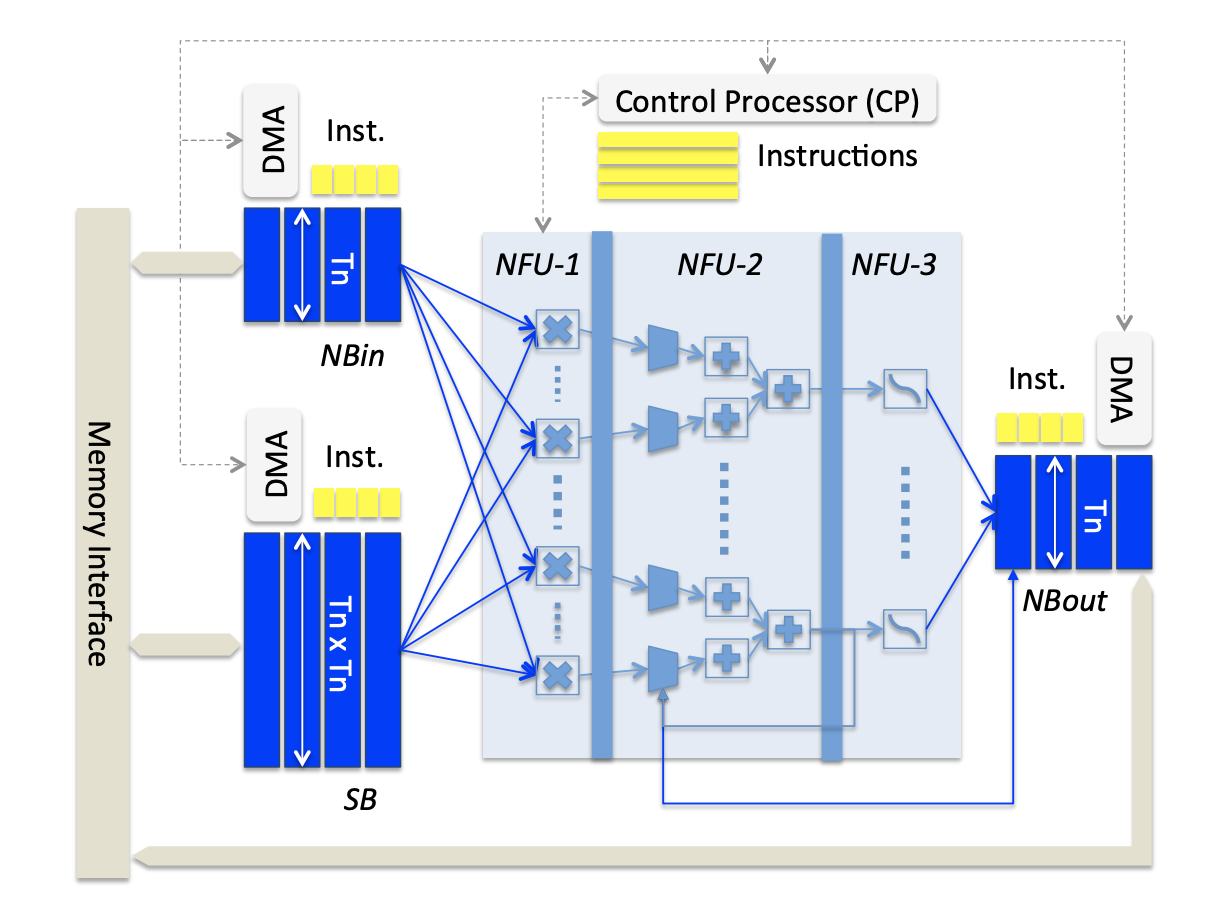 Control Processor (CP)
DMA
Inst.
Instructions
Tn
NFU-1
NFU-2
NFU-3
NBin
DMA
Inst.
DMA
Inst.
Memory Interface
Tn
NBout
Tn x Tn
SB